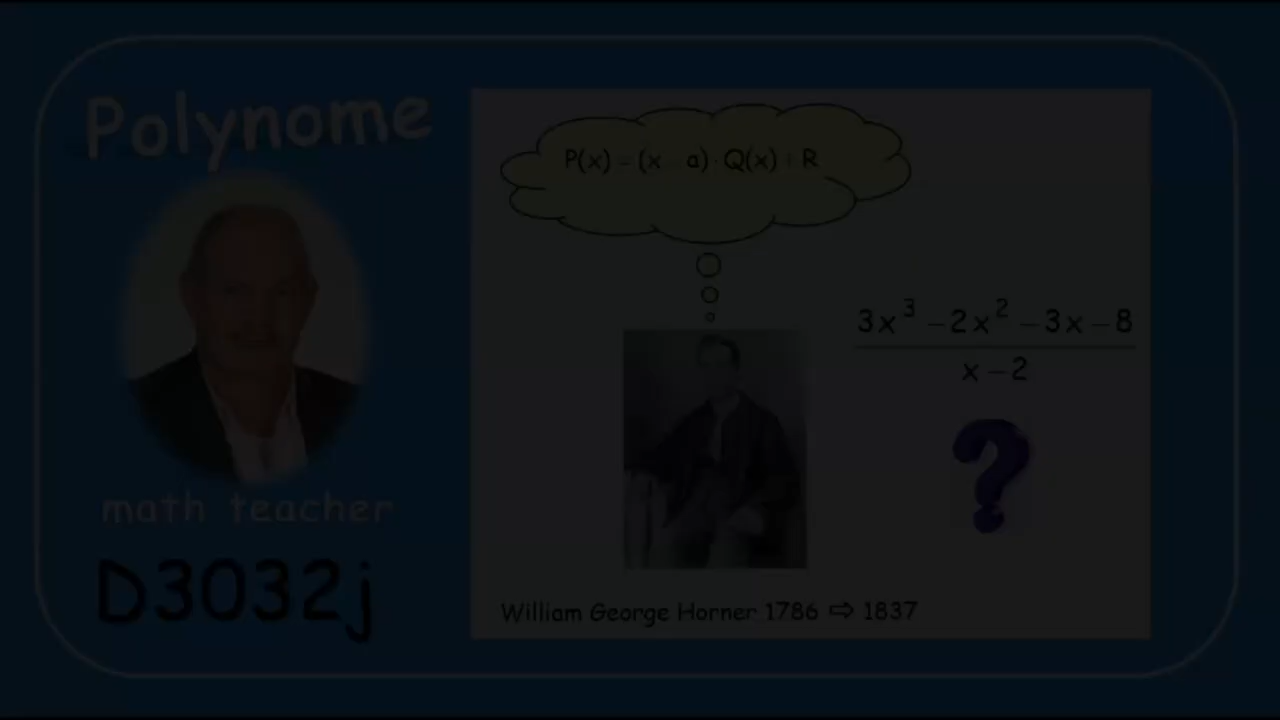 Polynome
math teacher
D3032j
P(x) = (x - a) · Q(x) + R
3x³ - 2x² - 3x - 8
x - 2
?
William George Horner 1786 ⇨ 1837